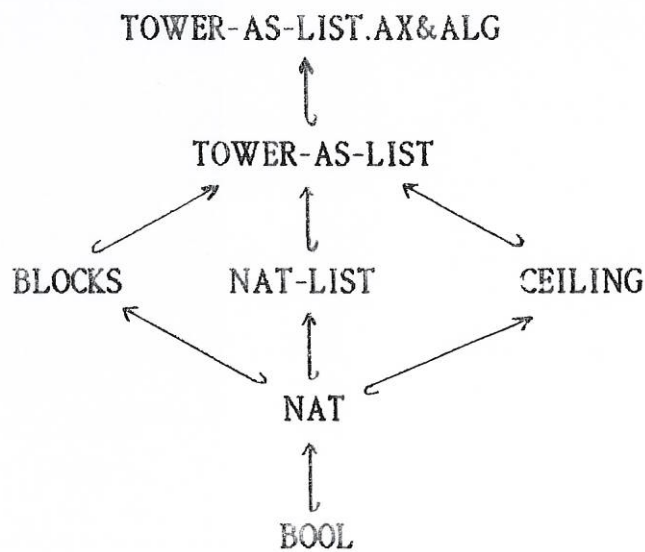 TOWER-AS-LIST.AX&ALG
TOWER-AS-LIST
BLOCKS NAT-LIST CEILING
NAT
BOOL